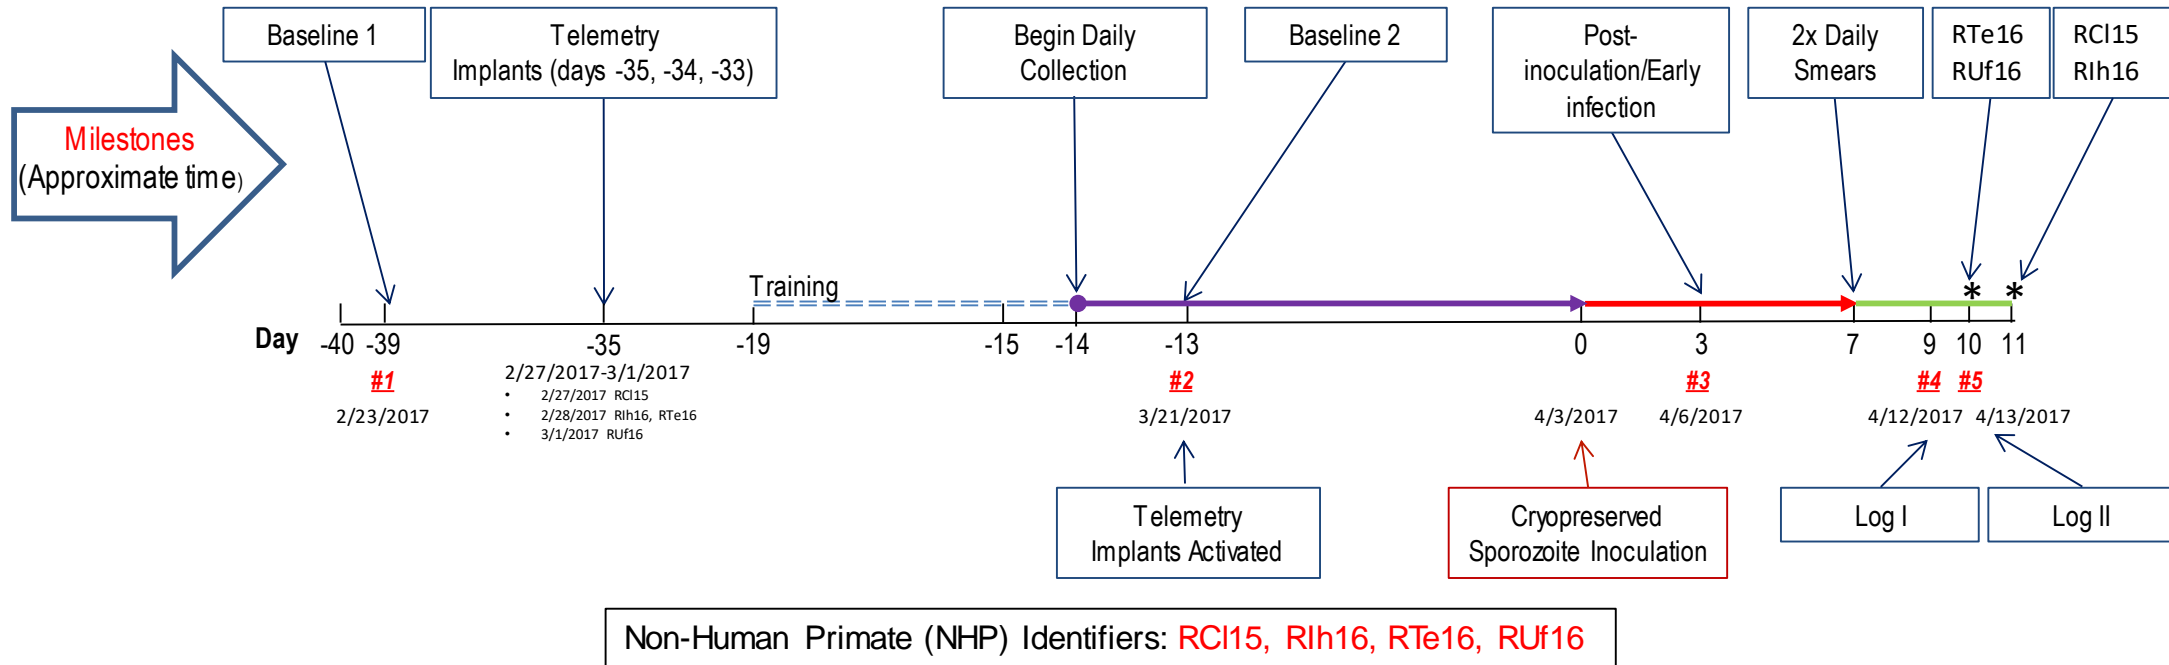 Baseline 1
Telemetry
Implants (days -35, -34, -33)
Begin Daily
Collection
Baseline 2
Post-
inoculation/Early
infection
2x Daily
Smears
RTe16
RUf16
RCl15
RIh16
Milestones
(Approximate time)
Training
* *
Day -40 -39 -35 -19 -15 -14 -13 0 3 7 9 10 11
#1 #2 #3 #4 #5
2/23/2017
2/27/2017-3/1/2017
• 2/27/2017 RCl15
• 2/28/2017 RIh16, RTe16
• 3/1/2017 RUf16
3/21/2017
4/3/2017
4/6/2017
4/12/2017
4/13/2017
Telemetry
Implants Activated
Cryopreserved
Sporozoite Inoculation
Log I
Log II
Non-Human Primate (NHP) Identifiers: RCl15, RIh16, RTe16, RUf16